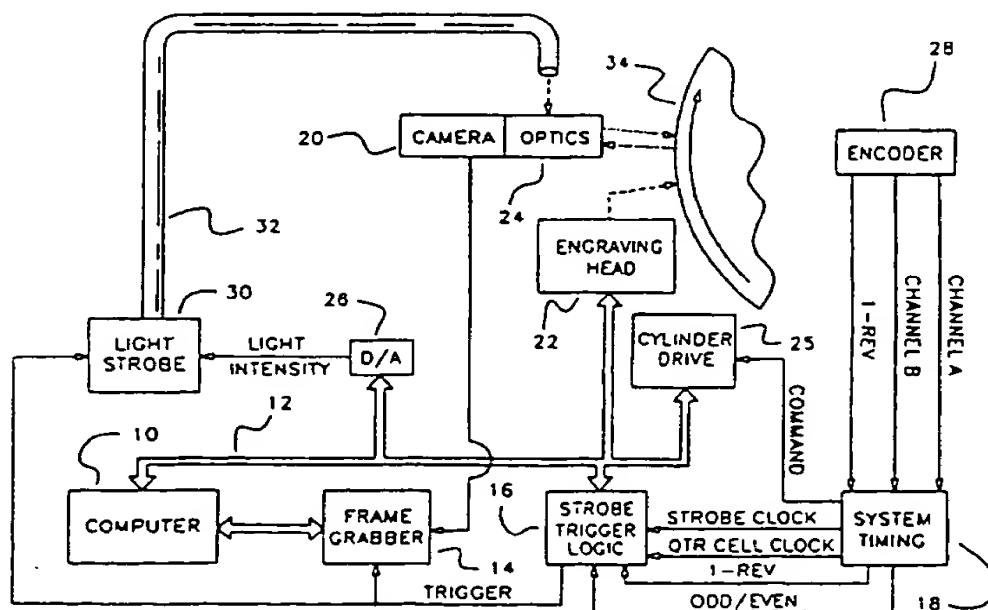 34
28
20
CAMERA
OPTICS
ENCODER
24
32
ENGRAVING
HEAD
30
26
22
CYLINDER
DRIVE
25
1-REV
CHANNEL B
CHANNEL A
LIGHT
STROBE
LIGHT
INTENSITY
D/A
COMMAND
10
12
16
COMPUTER
FRAME
GRABBER
STROBE
TRIGGER
LOGIC
STROBE CLOCK
QTR CELL CLOCK
1-REV
SYSTEM
TIMING
14
TRIGGER
ODD/EVEN
18